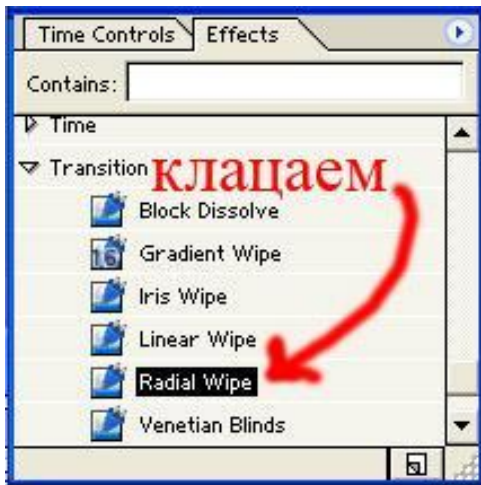 Time Controls Effects
Contains:
Time
Transition клацаем
Block Dissolve
16 Gradient Wipe
Iris Wipe
Linear Wipe
Radial Wipe
Venetian Blinds